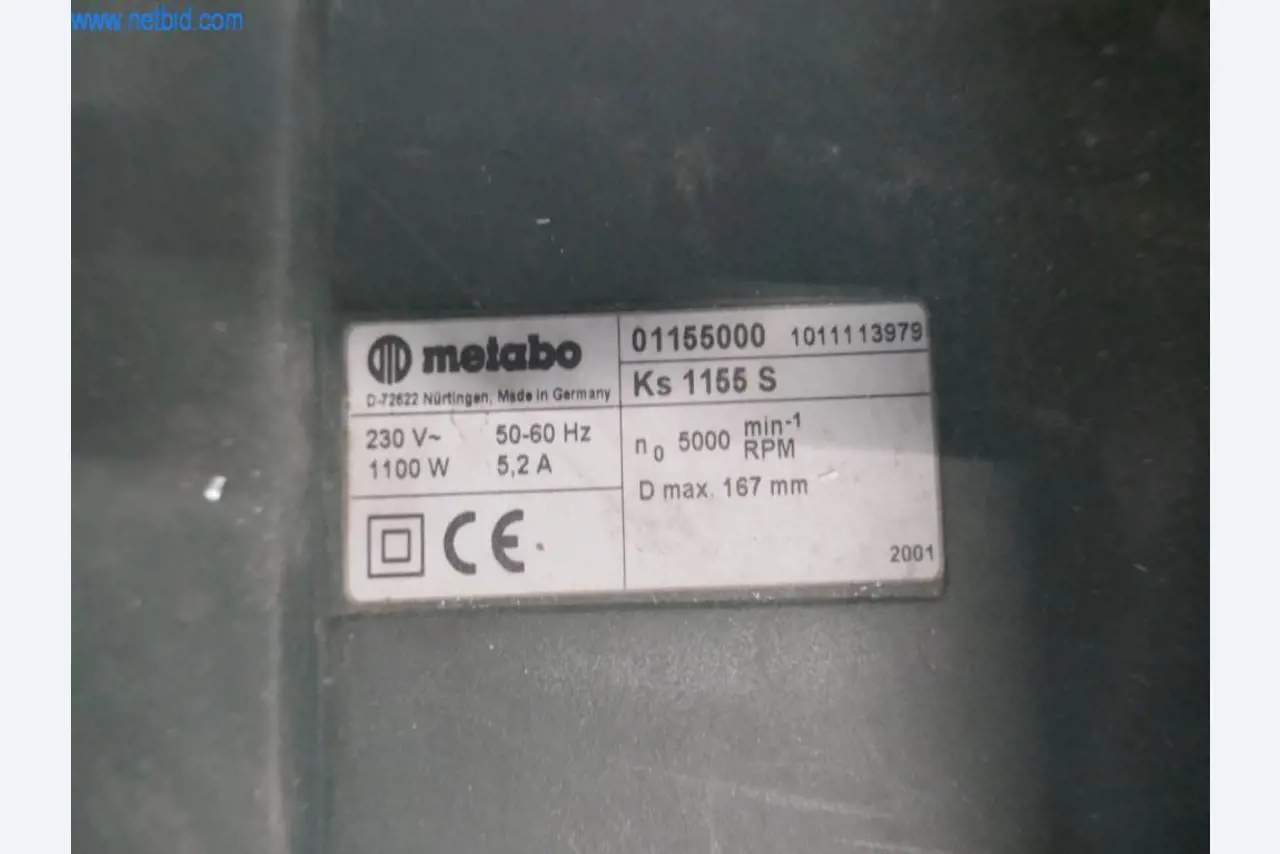 www.netbid.com
metabo
D-72622 Nürtingen, Made in Germany
230 V~ 50-60 Hz
1100 W 5,2 A
CE
01155000 1011113979
Ks 1155 S
n0 5000 min-1
RPM
D max. 167 mm
2001